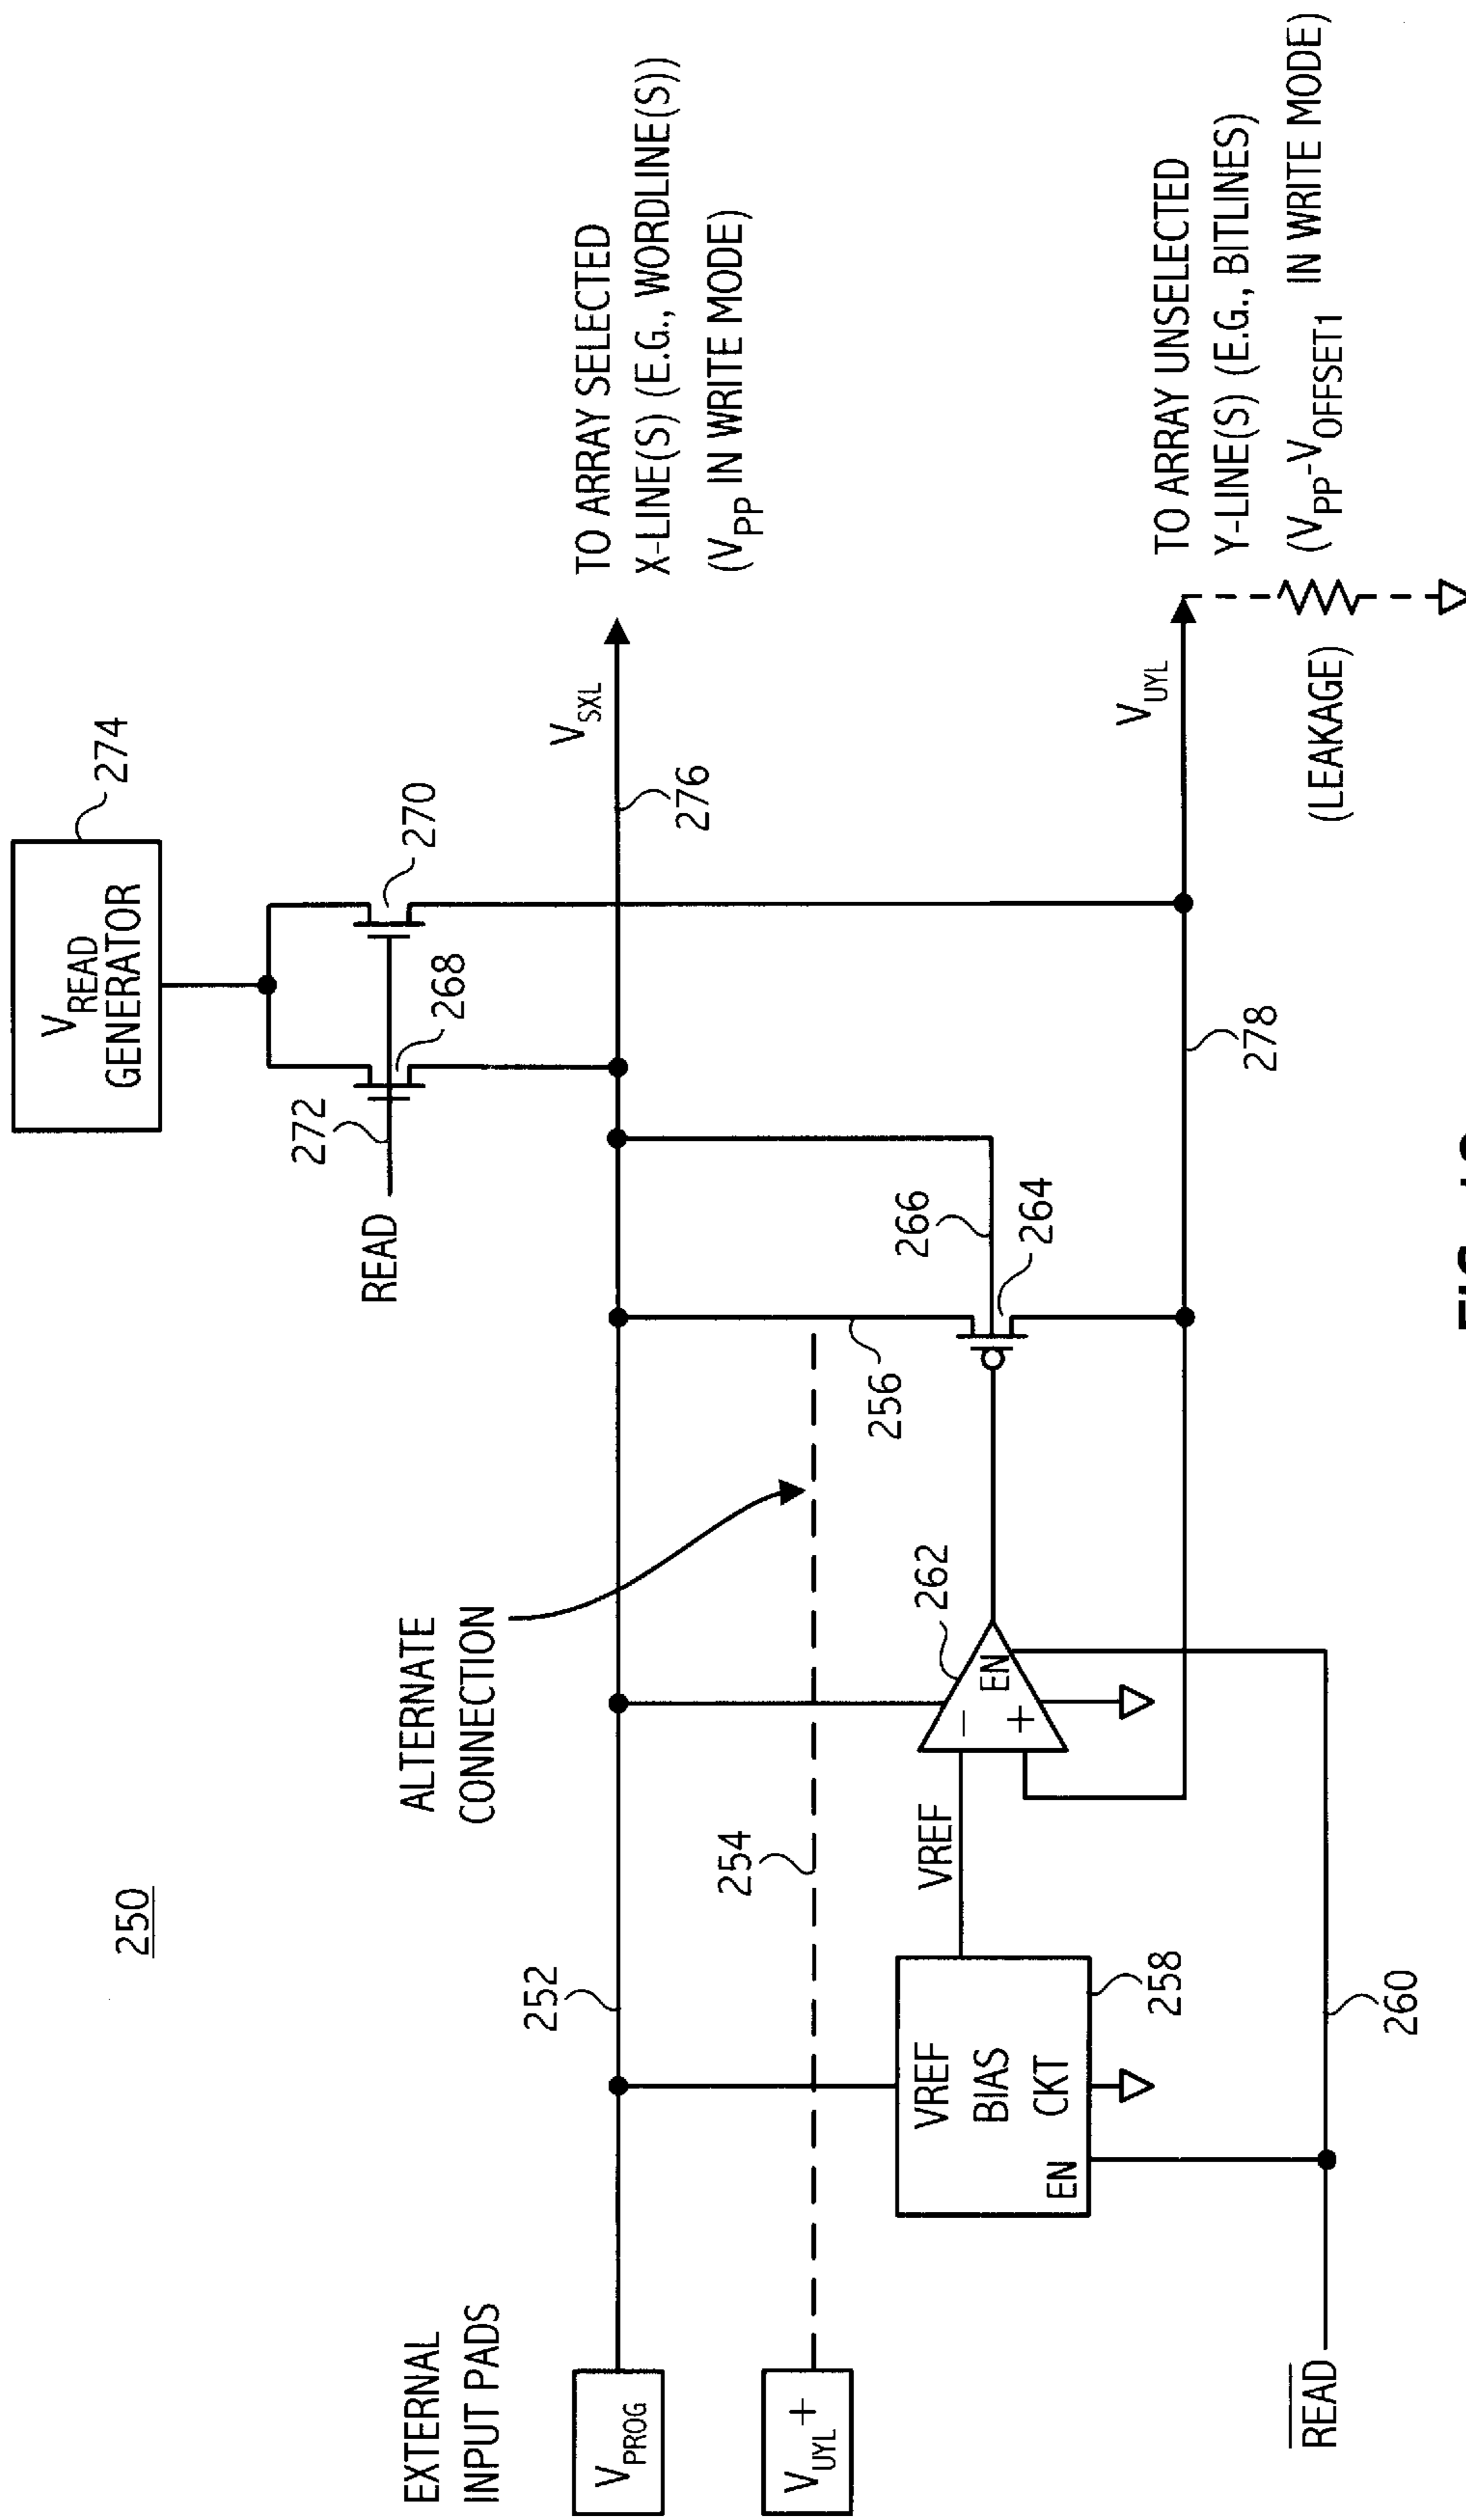 250
EXTERNAL
INPUT PADS
ALTERNATE
CONNECTION
READ
272
268
270
V_READ
GENERATOR
274
V_PROG
252
276
V_SXL
TO ARRAY SELECTED
X-LINE(S) (E.G., WORDLINE(S))
(V_PP IN WRITE MODE)
V_UYL +
254
VREF
BIAS
CKT
EN
258
VREF
−
+
EN
262
256
266
264
READ
260
278
V_UYL
(LEAKAGE)
TO ARRAY UNSELECTED
Y-LINE(S) (E.G., BITLINES)
(V_PP-V_OFFSET1 IN WRITE MODE)